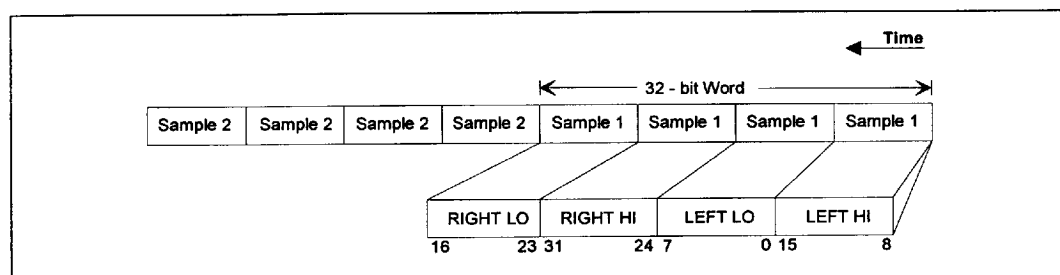 Time
32 - bit Word
Sample 2 Sample 2 Sample 2 Sample 2 Sample 1 Sample 1 Sample 1 Sample 1
RIGHT LO RIGHT HI LEFT LO LEFT HI
16 23 31 24 7 0 15 8